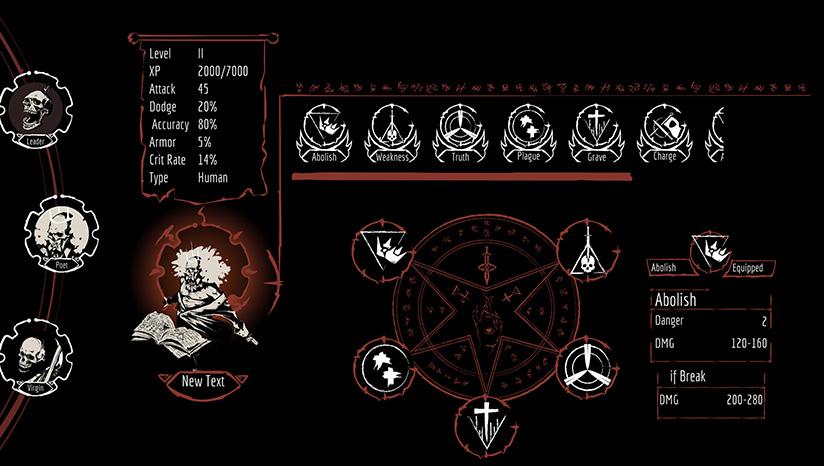 Leader
Poet
Virgin
Level II
XP 2000/7000
Attack 45
Dodge 20%
Accuracy 80%
Armor 5%
Crit Rate 14%
Type Human
New Text
Abolish
Weakness
Truth
Plague
Grave
Charge
Abolish Equipped
Abolish
Danger 2
DMG 120-160
if Break
DMG 200-280